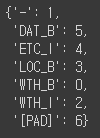 {'-': 1,
'DAT_B': 5,
'ETC_I': 4,
'LOC_B': 3,
'WTH_B': 0,
'WTH_I': 2,
'[PAD]': 6}